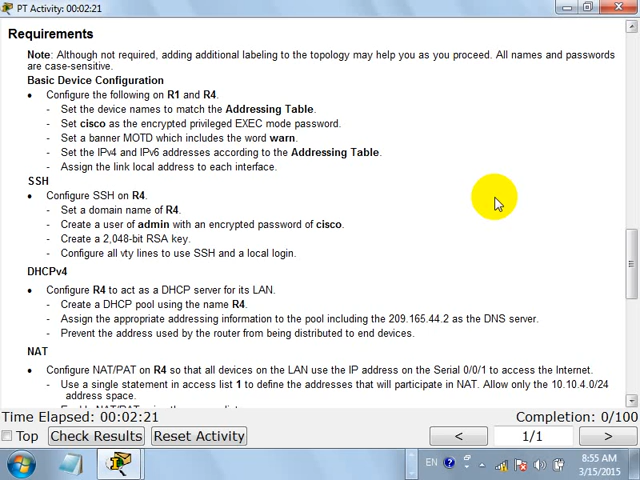 PT Activity: 00:02:21
Requirements
Note: Although not required, adding additional labeling to the topology may help you as you proceed. All names and passwords
are case-sensitive.
Basic Device Configuration
• Configure the following on R1 and R4.
- Set the device names to match the Addressing Table.
- Set cisco as the encrypted privileged EXEC mode password.
- Set a banner MOTD which includes the word warn.
- Set the IPv4 and IPv6 addresses according to the Addressing Table.
- Assign the link local address to each interface.
SSH
• Configure SSH on R4.
- Set a domain name of R4.
- Create a user of admin with an encrypted password of cisco.
- Create a 2,048-bit RSA key.
- Configure all vty lines to use SSH and a local login.
DHCPv4
• Configure R4 to act as a DHCP server for its LAN.
- Create a DHCP pool using the name R4.
- Assign the appropriate addressing information to the pool including the 209.165.44.2 as the DNS server.
- Prevent the address used by the router from being distributed to end devices.
NAT
• Configure NAT/PAT on R4 so that all devices on the LAN use the IP address on the Serial 0/0/1 to access the Internet.
- Use a single statement in access list 1 to define the addresses that will participate in NAT. Allow only the 10.10.4.0/24
address space.
Time Elapsed: 00:02:21 Completion: 0/100
Top Check Results Reset Activity < 1/1 >
EN 8:55 AM
3/15/2015